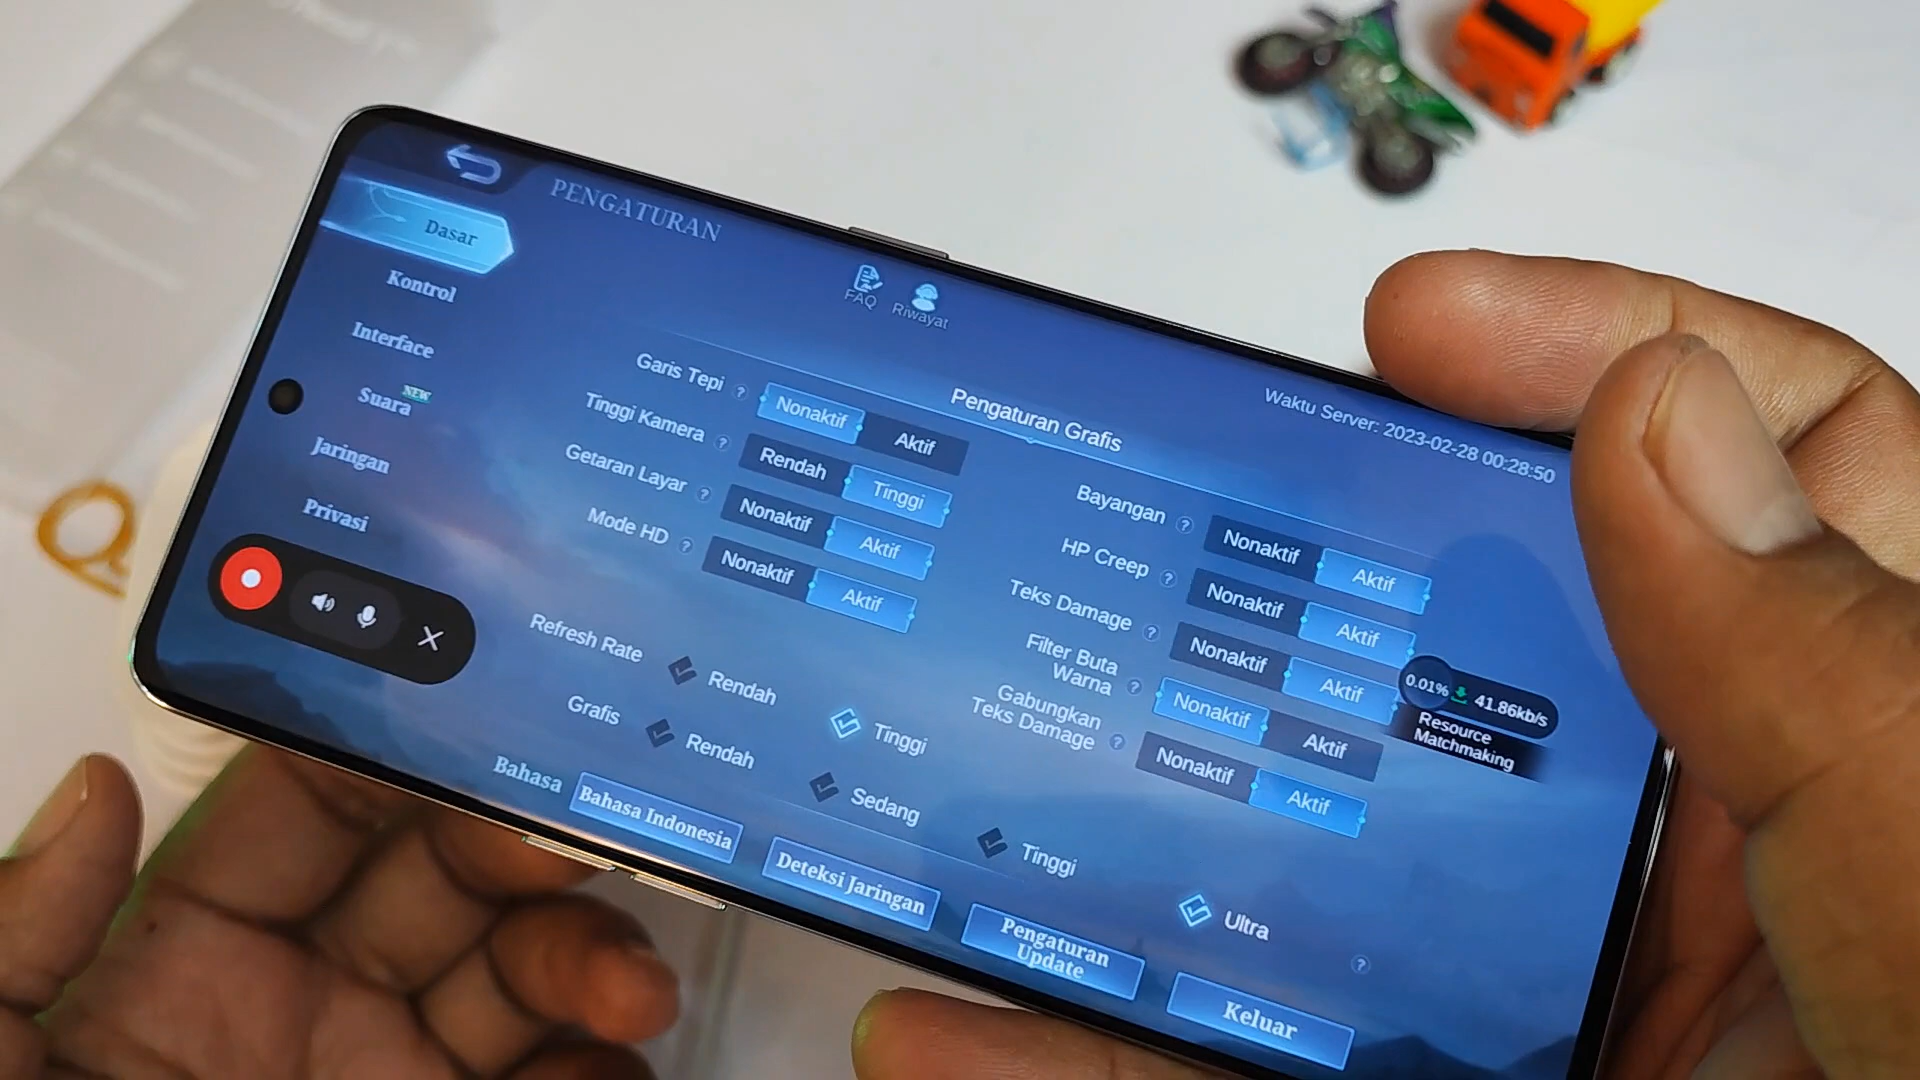 PENGATURAN
Dasar
Kontrol
Interface
Suara NEW
Jaringan
Privasi
FAQ
Riwayat
Waktu Server: 2023-02-28 00:28:50
Pengaturan Grafis
Garis Tepi ? Nonaktif Aktif
Tinggi Kamera ? Rendah Tinggi
Getaran Layar ? Nonaktif Aktif
Mode HD ? Nonaktif Aktif
Bayangan ? Nonaktif Aktif
HP Creep ? Nonaktif Aktif
Teks Damage ? Nonaktif Aktif
Filter Buta
Warna ? Nonaktif Aktif
Gabungkan
Teks Damage ? Nonaktif Aktif
0.01% 41.86kb/s
Resource
Matchmaking
Refresh Rate Rendah Tinggi
Grafis Rendah Sedang Tinggi Ultra ?
Bahasa Bahasa Indonesia
Deteksi Jaringan
Pengaturan
Update
Keluar